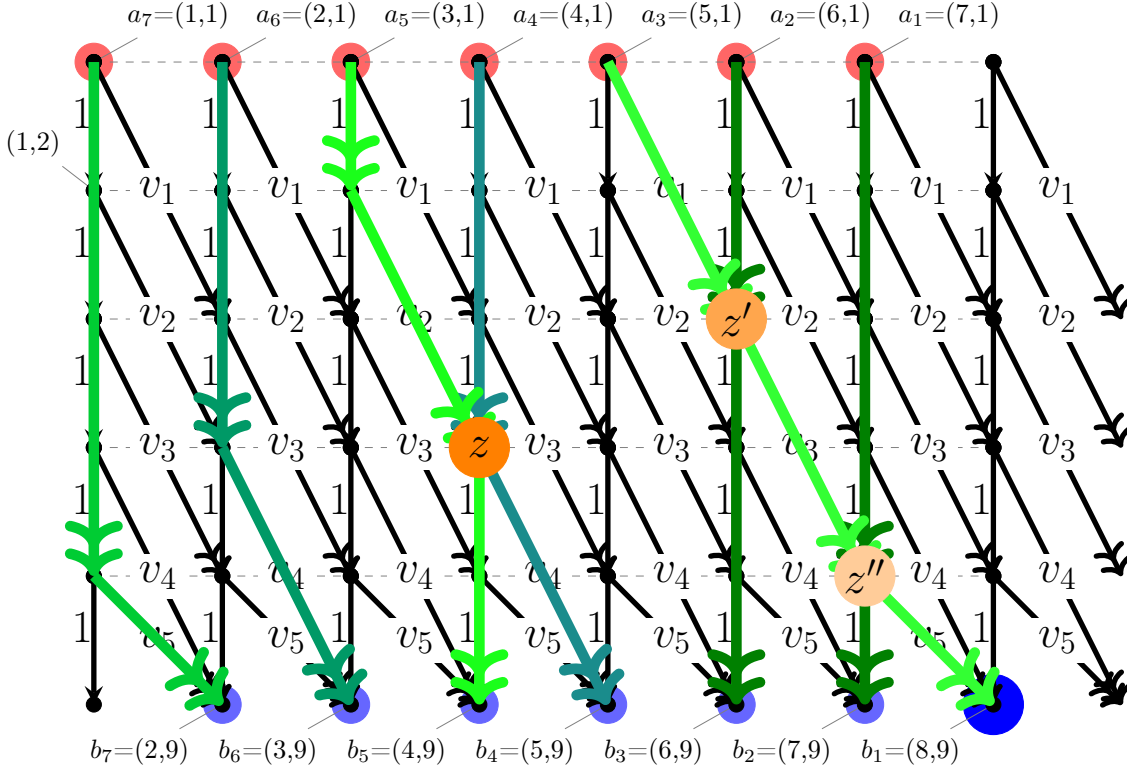 a₇=(1,1) a₆=(2,1) a₅=(3,1) a₄=(4,1) a₃=(5,1) a₂=(6,1) a₁=(7,1)
1 1 1 1 1 1 1 1
(1,2)
v₁ v₁ v₁ v₁ v₁ v₁ v₁ v₁
1 1 1 1 1 1 1 1
v₂ v₂ v₂ v₂ v₂ z′ v₂ v₂ v₂
1 1 1 1 1 1 1 1
v₃ v₃ v₃ z v₃ v₃ v₃ v₃ v₃
1 1 1 1 1 1 1 1
v₄ v₄ v₄ v₄ v₄ v₄ z′′ v₄ v₄
1 v₅ 1 v₅ 1 v₅ 1 v₅ 1 v₅ 1 v₅ 1 v₅ 1 v₅
b₇=(2,9) b₆=(3,9) b₅=(4,9) b₄=(5,9) b₃=(6,9) b₂=(7,9) b₁=(8,9)